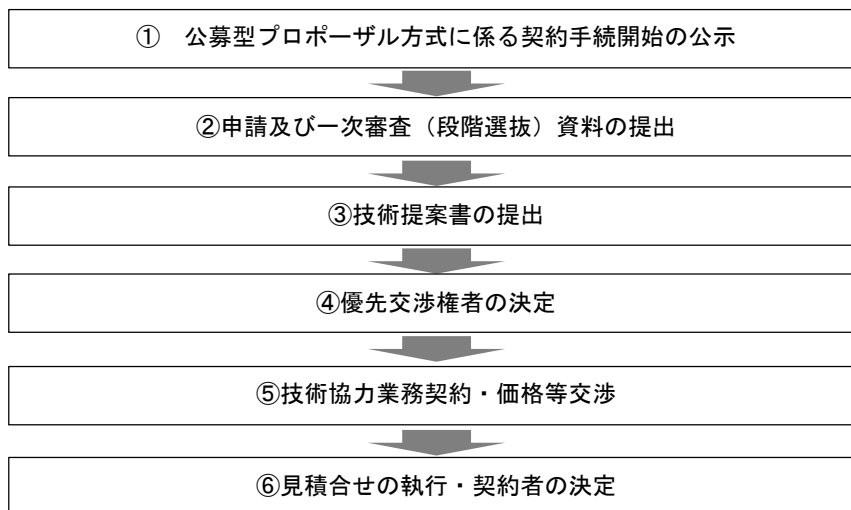 ①　公募型プロポーザル方式に係る契約手続開始の公示
②申請及び一次審査（段階選抜）資料の提出
③技術提案書の提出
④優先交渉権者の決定
⑤技術協力業務契約・価格等交渉
⑥見積合せの執行・契約者の決定